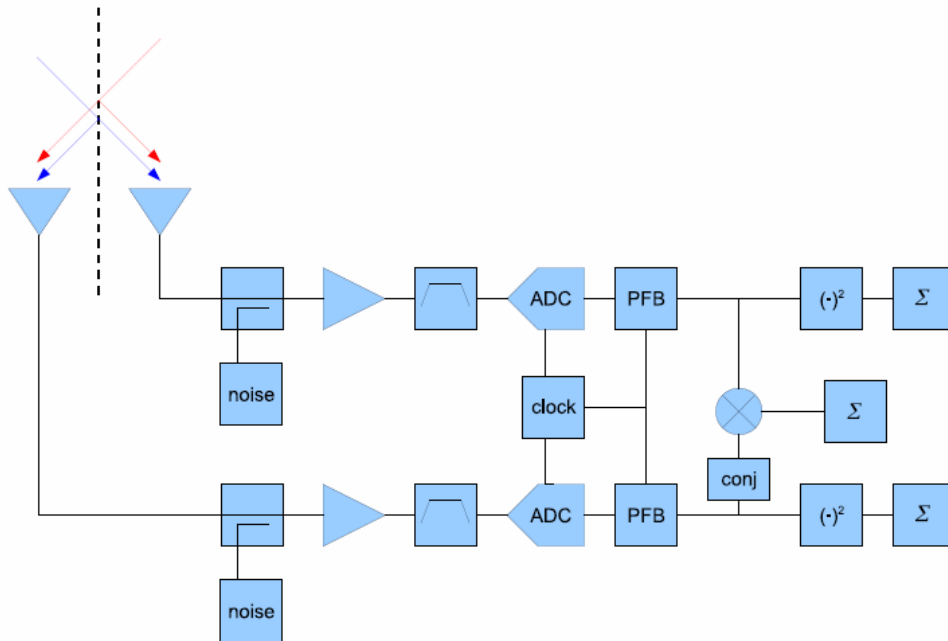 ADC
PFB
(·)²
Σ
noise
clock
Σ
conj
ADC
PFB
(·)²
Σ
noise